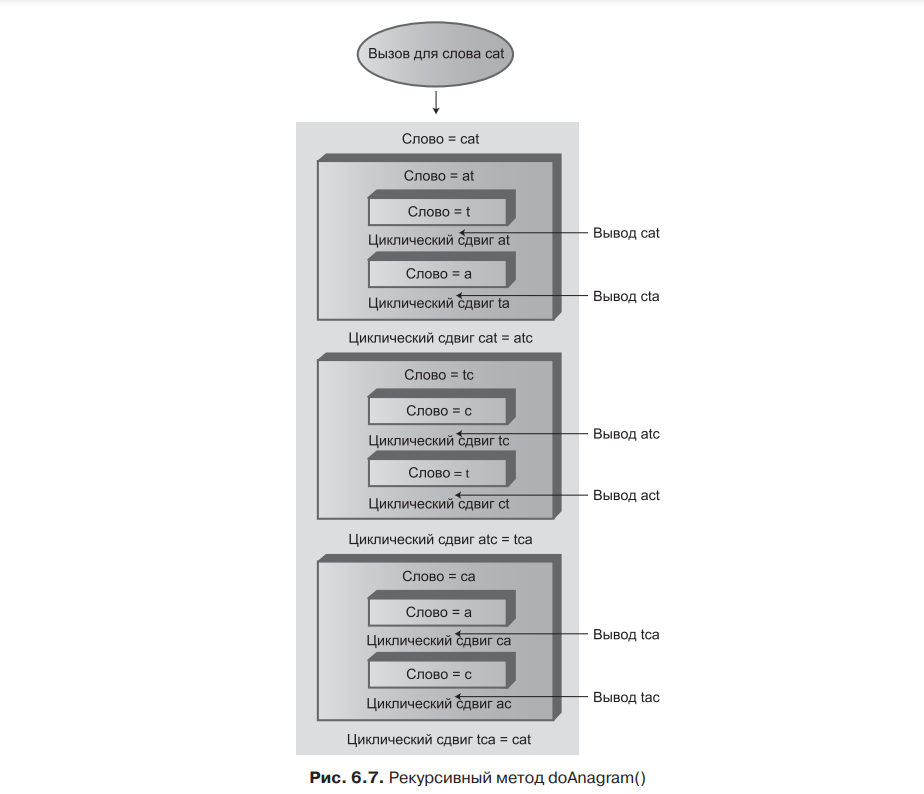 Вызов для слова cat
Слово = cat
Слово = at
Слово = t
Вывод cat
Циклический сдвиг at
Слово = a
Вывод cta
Циклический сдвиг ta
Циклический сдвиг cat = atc
Слово = tc
Слово = c
Вывод atc
Циклический сдвиг tc
Слово = t
Вывод act
Циклический сдвиг ct
Циклический сдвиг atc = tca
Слово = ca
Слово = a
Вывод tca
Циклический сдвиг ca
Слово = c
Вывод tac
Циклический сдвиг ac
Циклический сдвиг tca = cat
Рис. 6.7. Рекурсивный метод doAnagram()